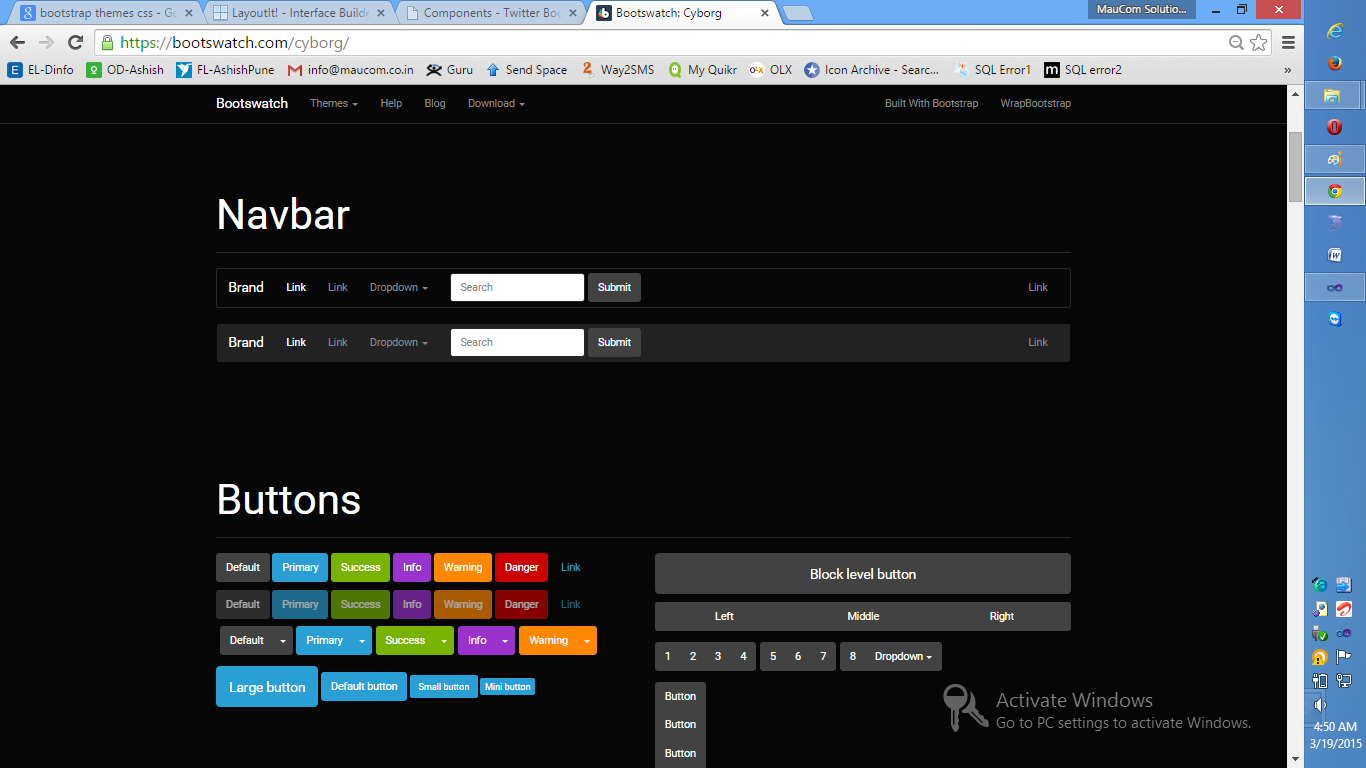 bootstrap themes css - Go
LayoutIt! - Interface Builde
Components - Twitter Boo
Bootswatch: Cyborg
MauCom Solutio...
https://bootswatch.com/cyborg/
EL-Dinfo
OD-Ashish
FL-AshishPune
info@maucom.co.in
Guru
Send Space
Way2SMS
My Quikr
OLX
Icon Archive - Searc...
SQL Error1
SQL error2
»
Bootswatch
Themes
Help
Blog
Download
Built With Bootstrap
WrapBootstrap
Navbar
Brand Link Link Dropdown Search Submit Link
Brand Link Link Dropdown Search Submit Link
Buttons
Default Primary Success Info Warning Danger Link
Default Primary Success Info Warning Danger Link
Default Primary Success Info Warning
Large button Default button Small button Mini button
Block level button
Left Middle Right
1 2 3 4 5 6 7 8 Dropdown
Button
Button
Button
Activate Windows
Go to PC settings to activate Windows.
4:50 AM
3/19/2015